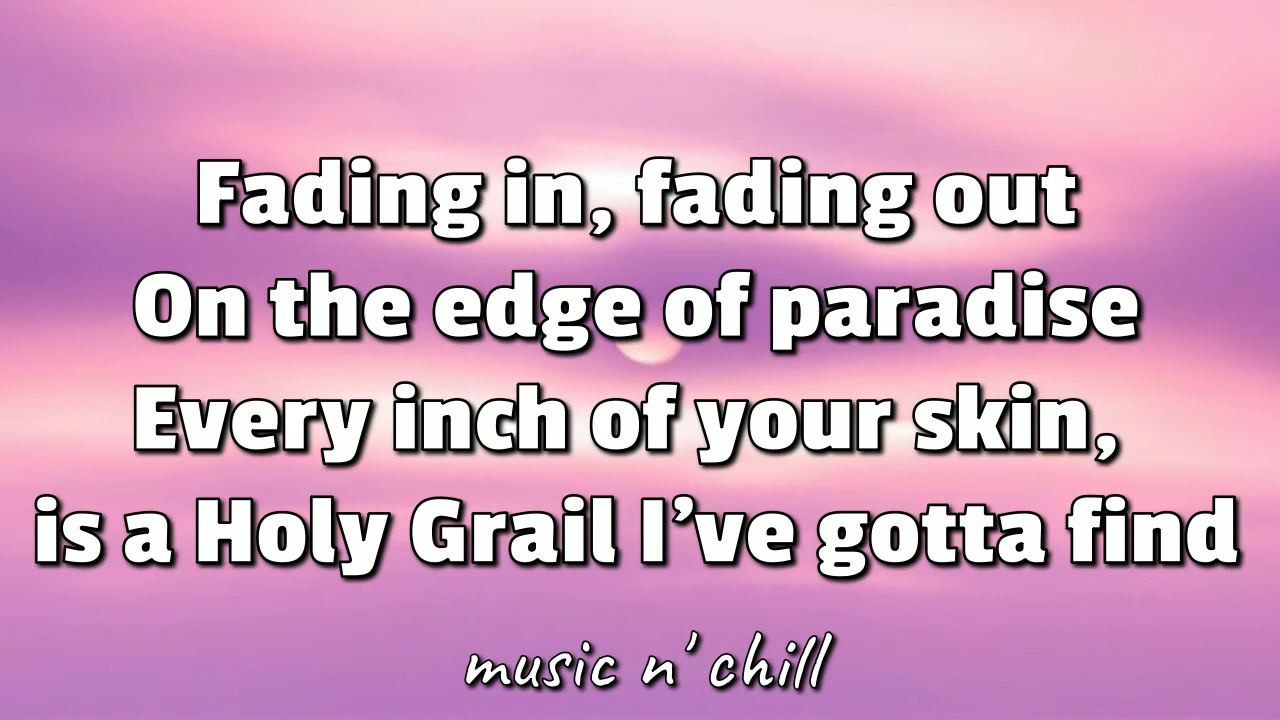 Fading in, fading out
On the edge of paradise
Every inch of your skin,
is a Holy Grail I’ve gotta find
music n’ chill